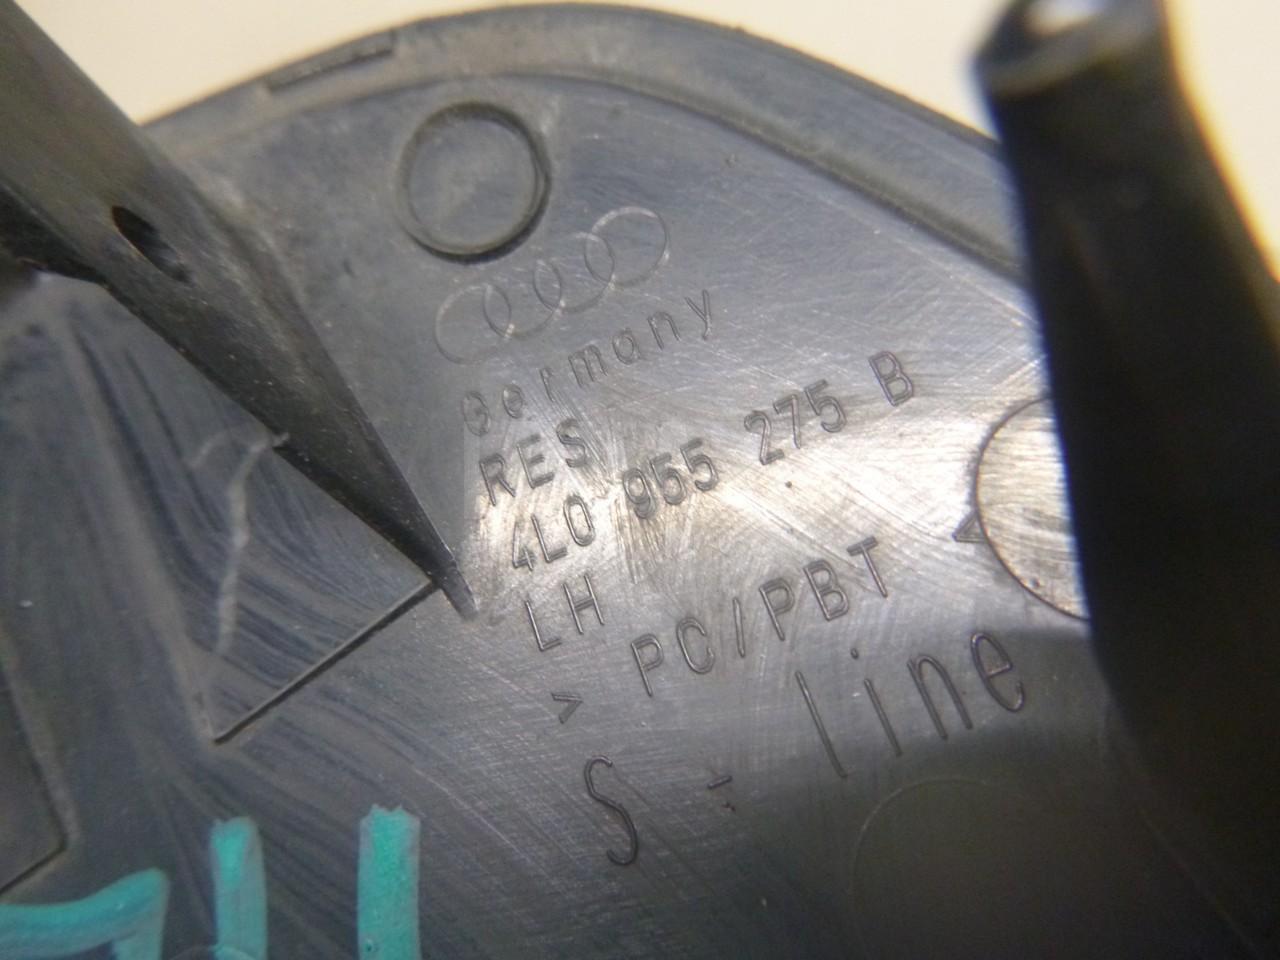 Germany
RES
4L0 955 275 B
LH
> PC/PBT <
S - line